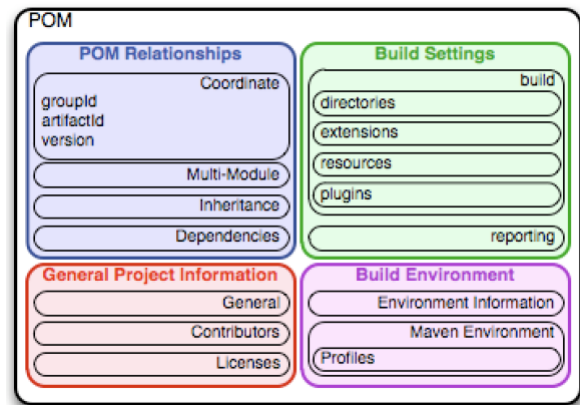 POM
POM Relationships
Coordinate
groupId
artifactId
version
Multi-Module
Inheritance
Dependencies
Build Settings
build
directories
extensions
resources
plugins
reporting
General Project Information
General
Contributors
Licenses
Build Environment
Environment Information
Maven Environment
Profiles